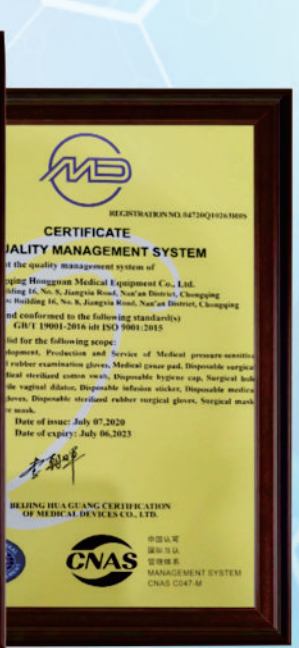 MD
REGISTRATION NO. 04720Q10263R0S
CERTIFICATE
UALITY MANAGEMENT SYSTEM
t the quality management system of
qing Hongguan Medical Equipment Co., Ltd.
ilding 16, No. 8, Jiangxia Road, Nan'an District, Chongqing
s: Building 16, No. 8, Jiangxia Road, Nan'an District, Chongqing
nd conformed to the following standard(s)
GB/T 19001-2016 idt ISO 9001:2015
lid for the following scope:
lopment, Production and Service of Medical pressure-sensitive
l rubber examination gloves, Medical gauze pad, Disposable surgical
dical sterilized cotton swab, Disposable hygiene cap, Surgical hole
ile vaginal dilator, Disposable infusion sticker, Disposable medical
gloves, Disposable sterilized rubber surgical gloves, Surgical mask
e mask.
Date of issue: July 07,2020
Date of expiry: July 06,2023
BEIJING HUA GUANG CERTIFICATION
OF MEDICAL DEVICES CO., LTD.
CNAS
中国认可
国际互认
管理体系
MANAGEMENT SYSTEM
CNAS C047-M